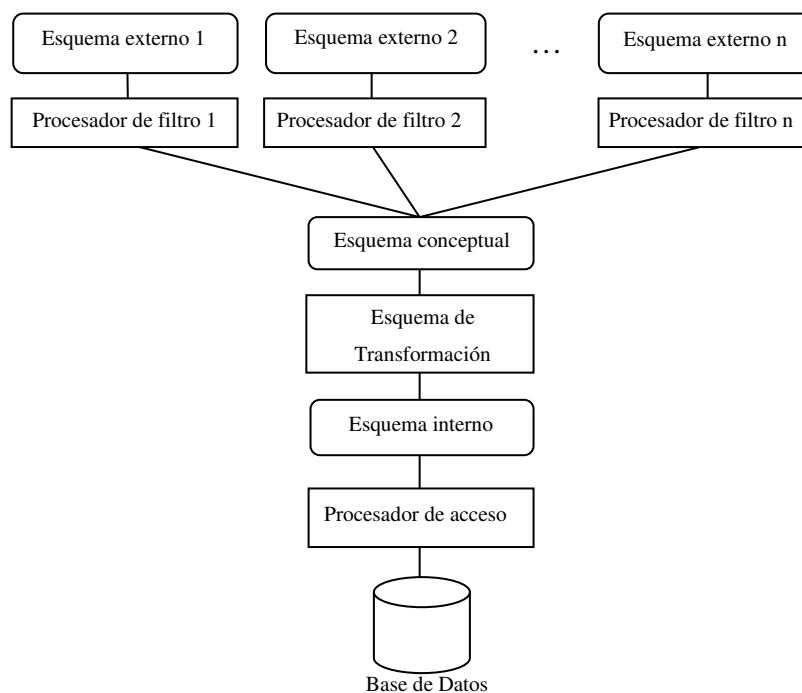 Esquema externo 1
Esquema externo 2
...
Esquema externo n
Procesador de filtro 1
Procesador de filtro 2
Procesador de filtro n
Esquema conceptual
Esquema de
Transformación
Esquema interno
Procesador de acceso
Base de Datos